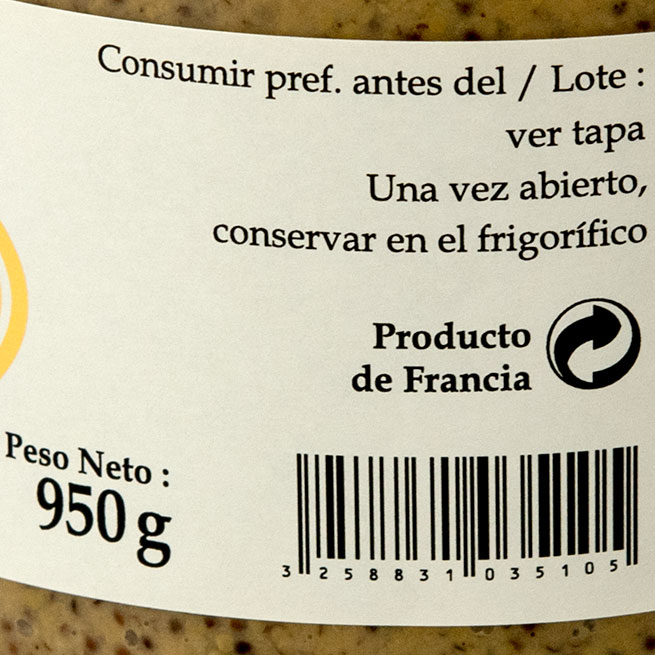 Consumir pref. antes del / Lote :
ver tapa
Una vez abierto,
conservar en el frigorífico
Producto
de Francia
Peso Neto :
950 g
3 258831 035105